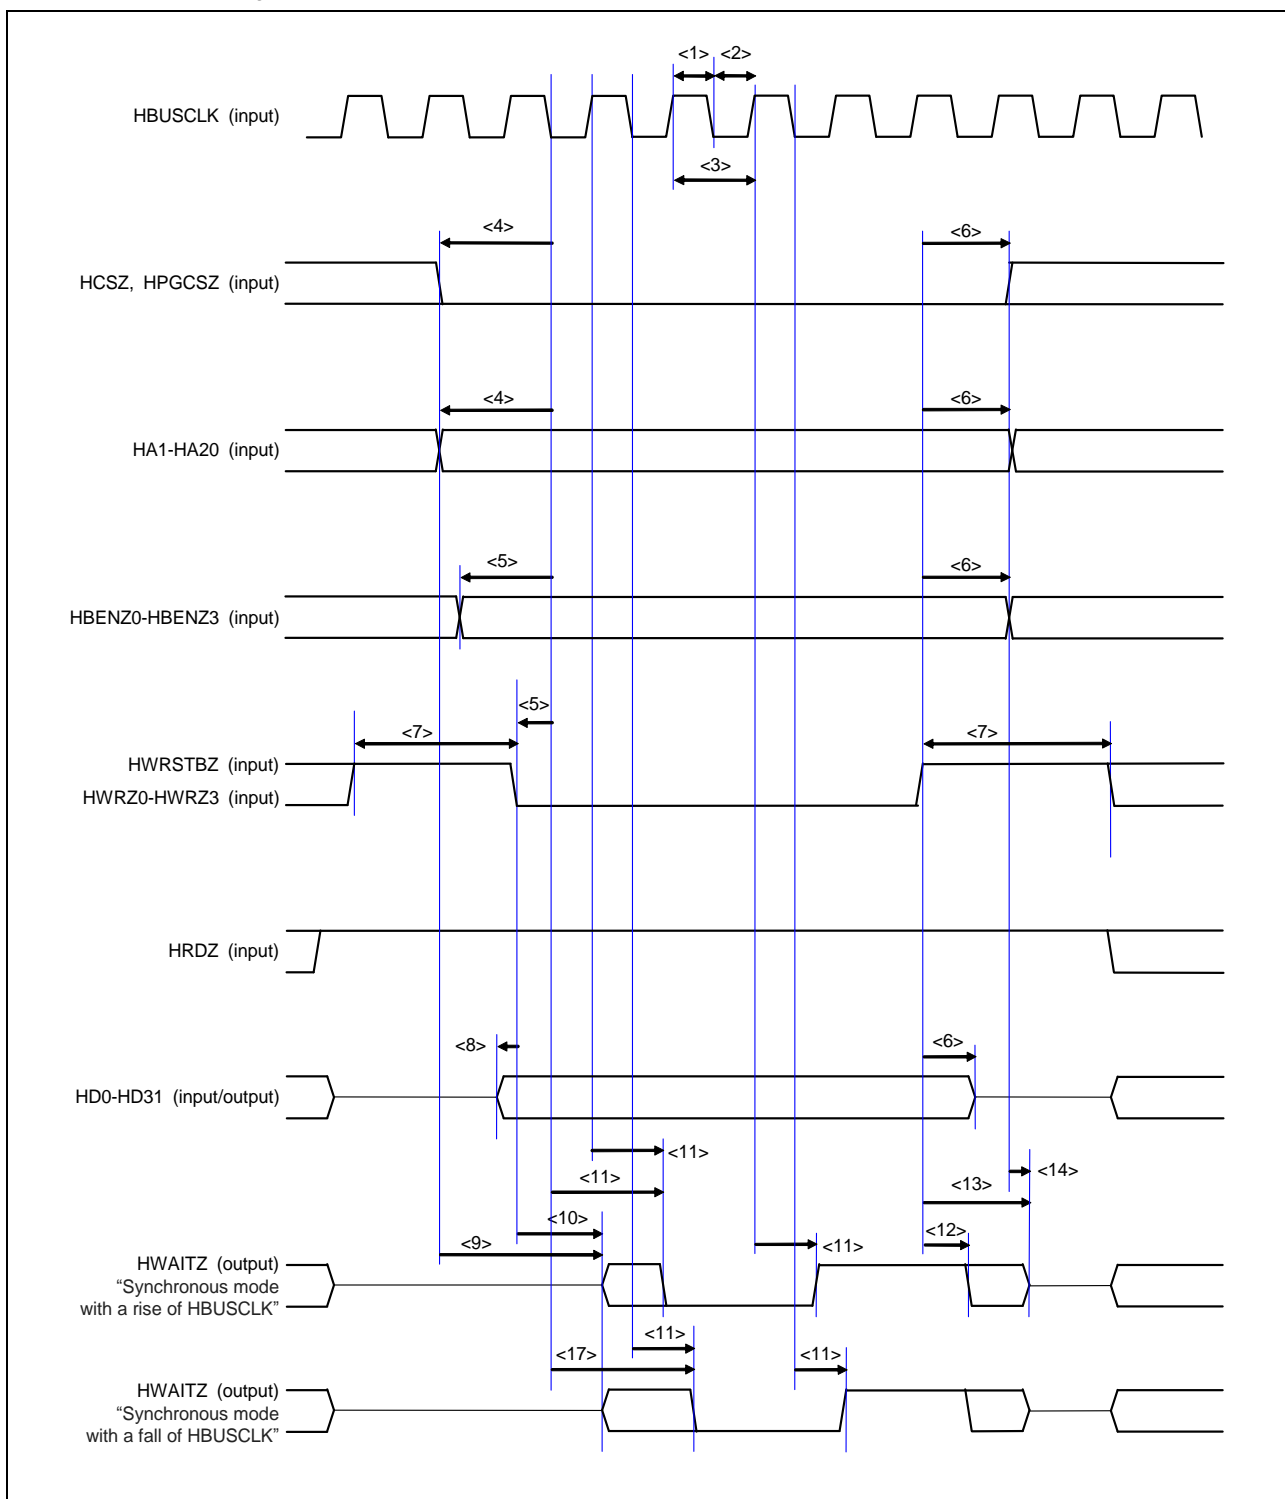 <1> <2>
HBUSCLK (input)
<3>
<4> <6>
HCSZ, HPGCSZ (input)
<4> <6>
HA1-HA20 (input)
<5> <6>
HBENZ0-HBENZ3 (input)
<5>
<7> <7>
HWRSTBZ (input)
HWRZ0-HWRZ3 (input)
HRDZ (input)
<8> <6>
HD0-HD31 (input/output)
<11>
<14>
<11> <13>
<10> <12>
<9> <11>
HWAITZ (output)
“Synchronous mode
with a rise of HBUSCLK”
<11>
<17> <11>
HWAITZ (output)
“Synchronous mode
with a fall of HBUSCLK”